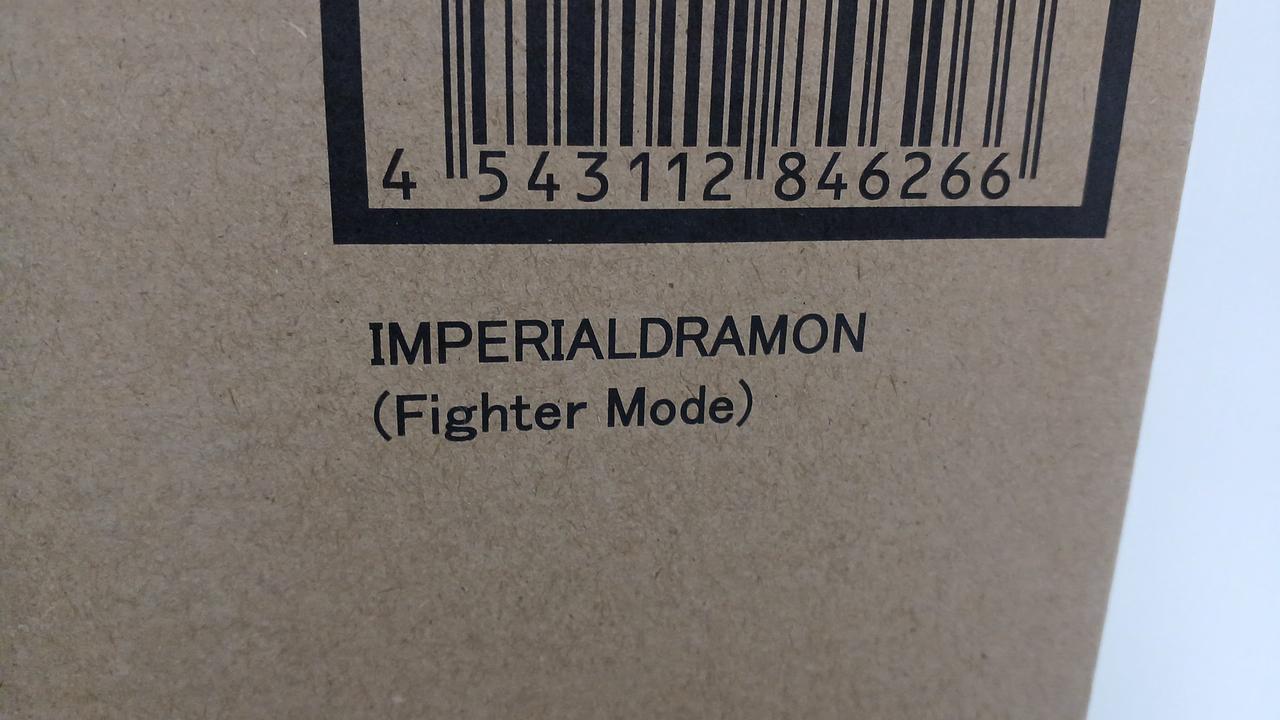 4 543112 846266
IMPERIALDRAMON
(Fighter Mode)